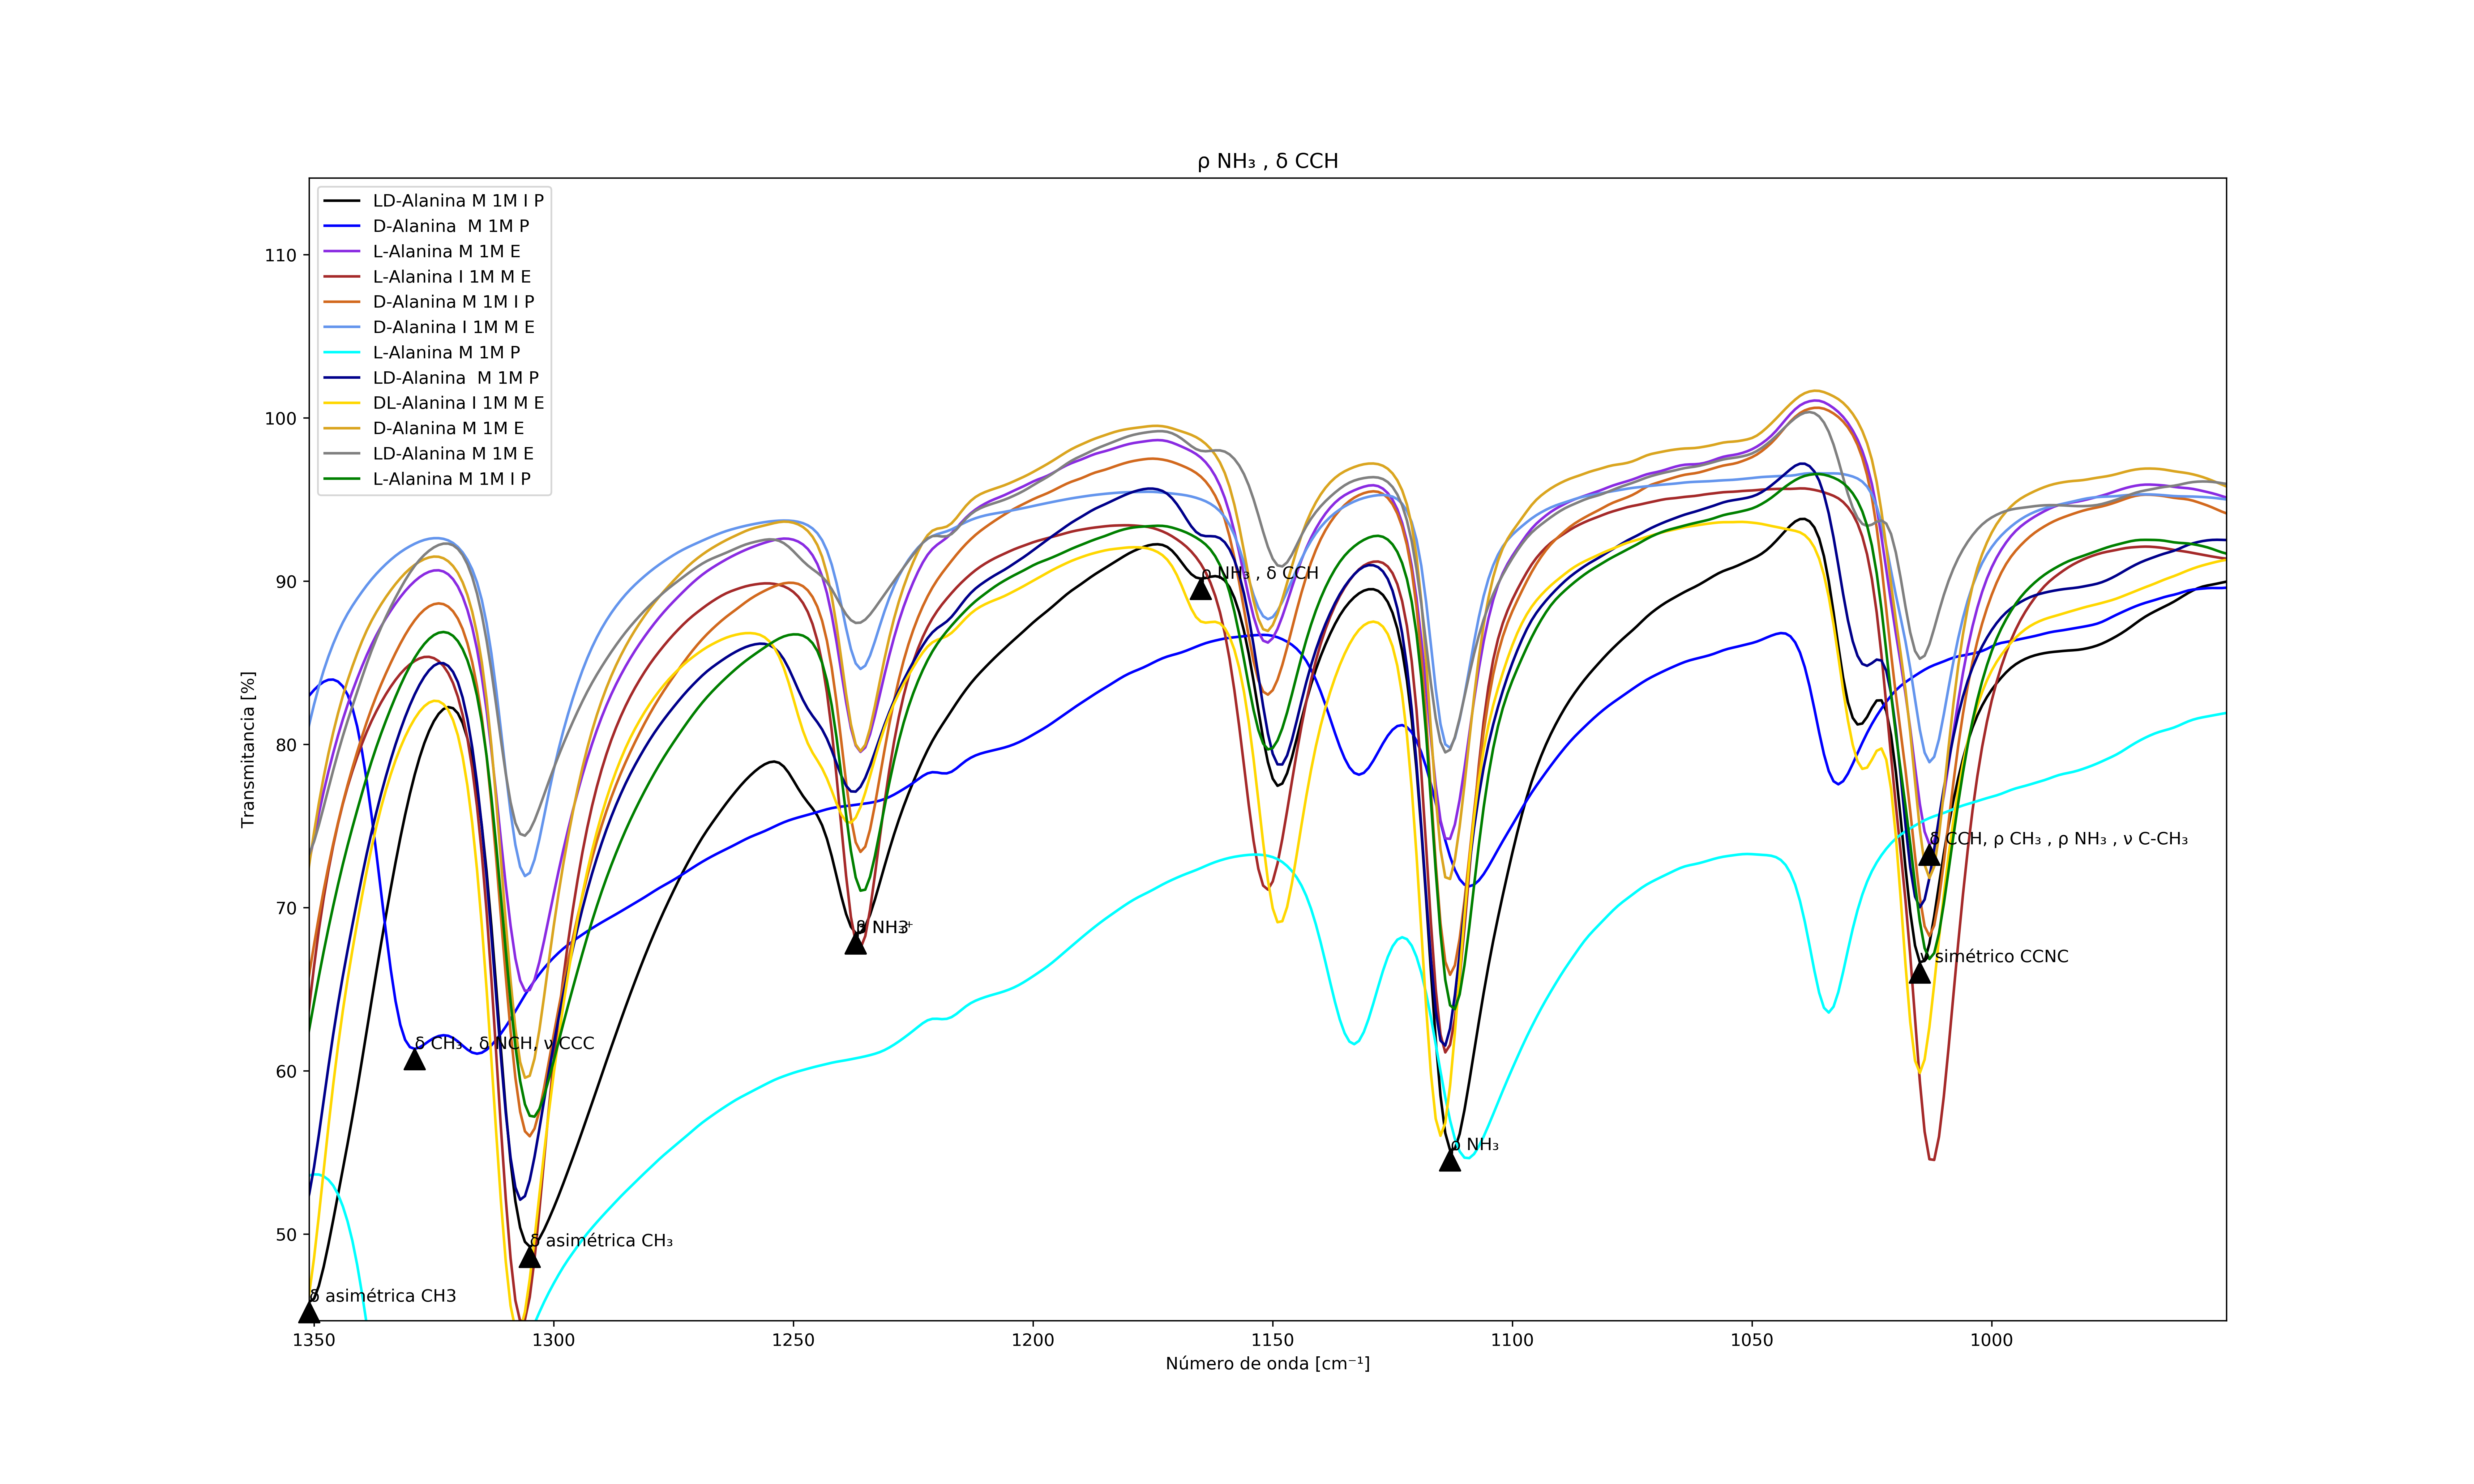 ρ NH₃ , δ CCH
LD-Alanina M 1M I P
D-Alanina  M 1M P
L-Alanina M 1M E
L-Alanina I 1M M E
D-Alanina M 1M I P
D-Alanina I 1M M E
L-Alanina M 1M P
LD-Alanina  M 1M P
DL-Alanina I 1M M E
D-Alanina M 1M E
LD-Alanina M 1M E
L-Alanina M 1M I P
110
100
90
80
70
60
50
Transmitancia [%]
ρ NH₃ , δ CCH
δ CCH, ρ CH₃ , ρ NH₃ , ν C-CH₃
NH3
ν simétrico CCNC
δ CH₃ , δ NCH, ν CCC
ρ NH₃
δ asimétrica CH₃
δ asimétrica CH3
1350
1300
1250
1200
1150
1100
1050
1000
Número de onda [cm⁻¹]